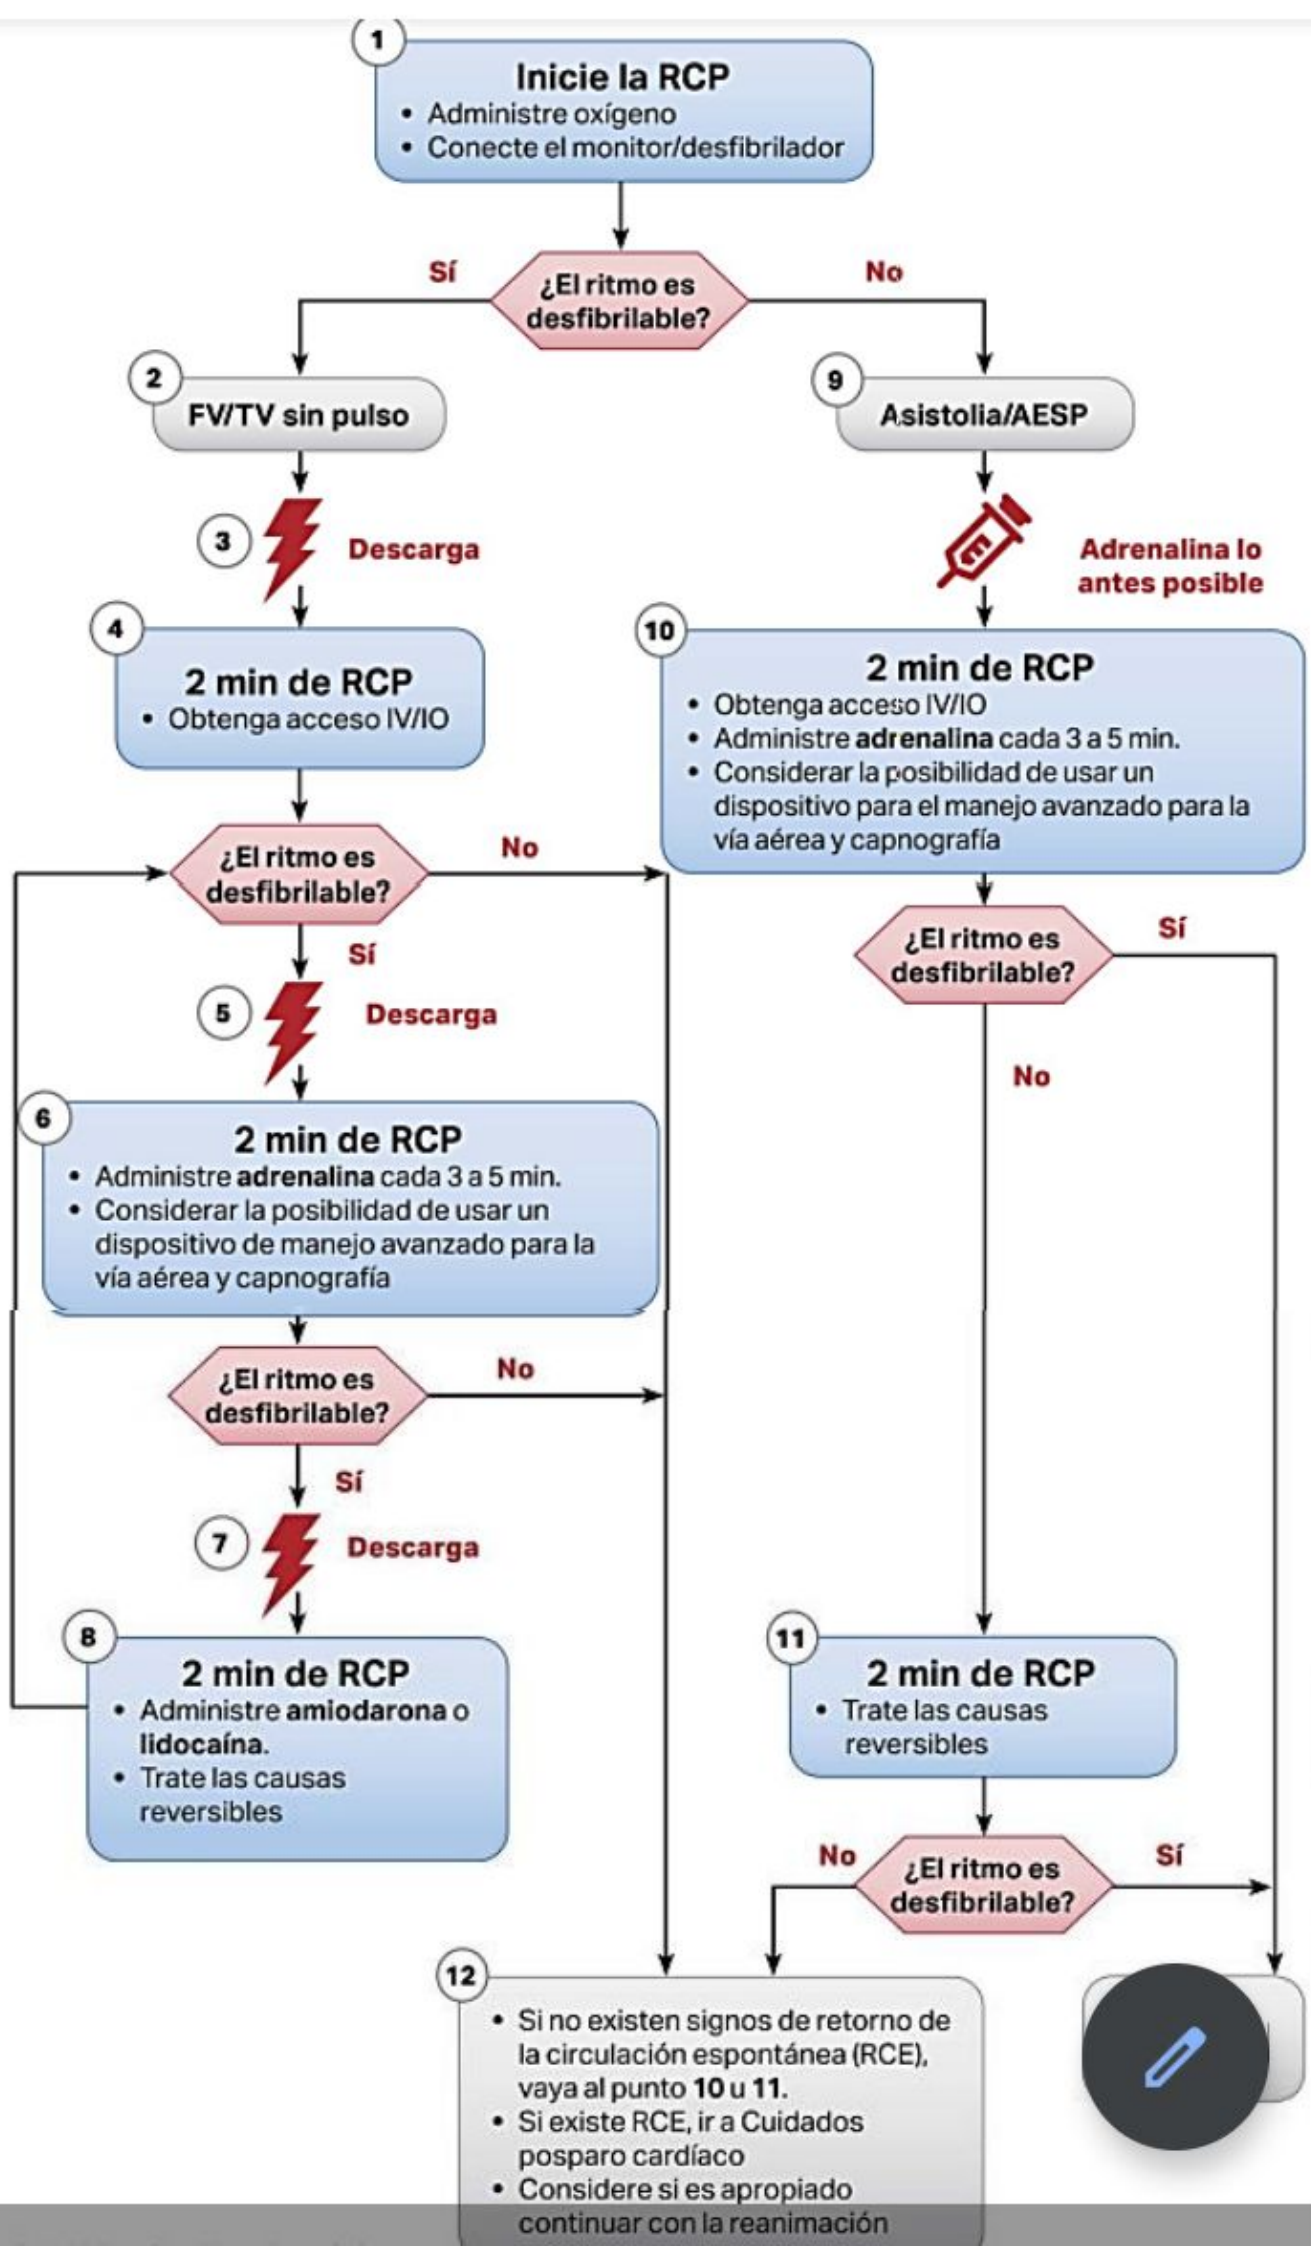 1
Inicie la RCP
• Administre oxígeno
• Conecte el monitor/desfibrilador
Sí
¿El ritmo es
desfibrilable?
No
2
FV/TV sin pulso
9
Asistolia/AESP
3
Descarga
Adrenalina lo
antes posible
4
2 min de RCP
• Obtenga acceso IV/IO
10
2 min de RCP
• Obtenga acceso IV/IO
• Administre adrenalina cada 3 a 5 min.
• Considerar la posibilidad de usar un
dispositivo para el manejo avanzado para la
vía aérea y capnografía
¿El ritmo es
desfibrilable?
No
Sí
¿El ritmo es
desfibrilable?
Sí
No
5
Descarga
6
2 min de RCP
• Administre adrenalina cada 3 a 5 min.
• Considerar la posibilidad de usar un
dispositivo de manejo avanzado para la
vía aérea y capnografía
¿El ritmo es
desfibrilable?
No
Sí
7
Descarga
8
2 min de RCP
• Administre amiodarona o
lidocaína.
• Trate las causas
reversibles
11
2 min de RCP
• Trate las causas
reversibles
No
¿El ritmo es
desfibrilable?
Sí
12
• Si no existen signos de retorno de
la circulación espontánea (RCE),
vaya al punto 10 u 11.
• Si existe RCE, ir a Cuidados
posparo cardíaco
• Considere si es apropiado
continuar con la reanimación